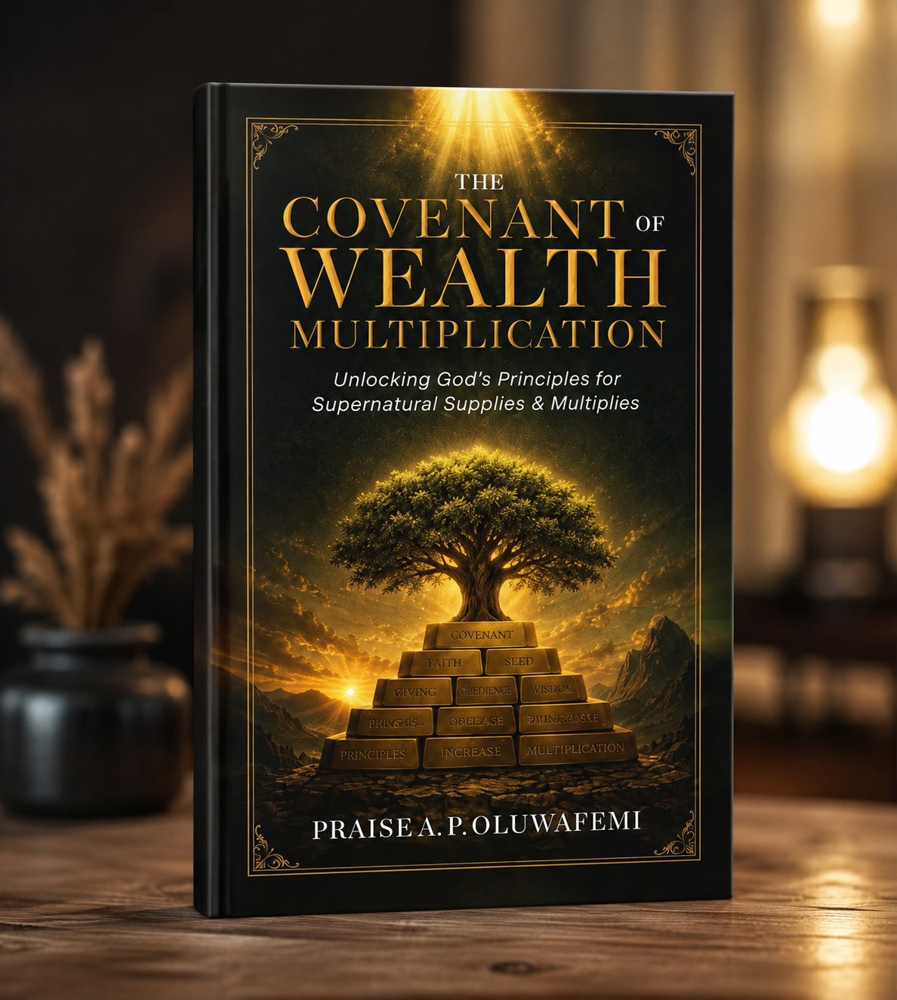 THE
COVENANT OF
WEALTH
MULTIPLICATION
Unlocking God's Principles for
Supernatural Supplies & Multiplies
COVENANT
FAITH SEED
GIVING OBEDIENCE WISDOM
PRINCIPLES INCREASE MULTIPLICATION
PRAISE A. P. OLUWAFEMI